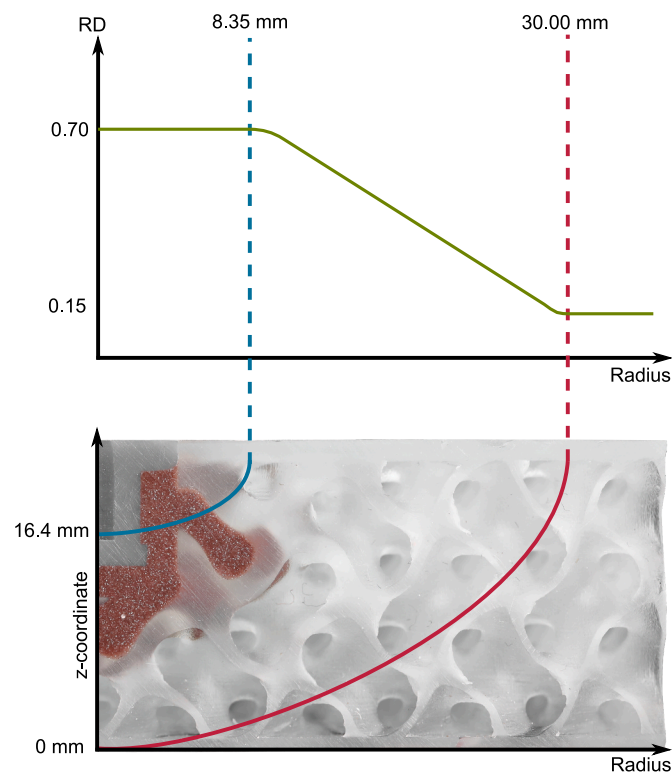 RD
8.35 mm
30.00 mm
0.70
0.15
Radius
16.4 mm
z-coordinate
0 mm
Radius